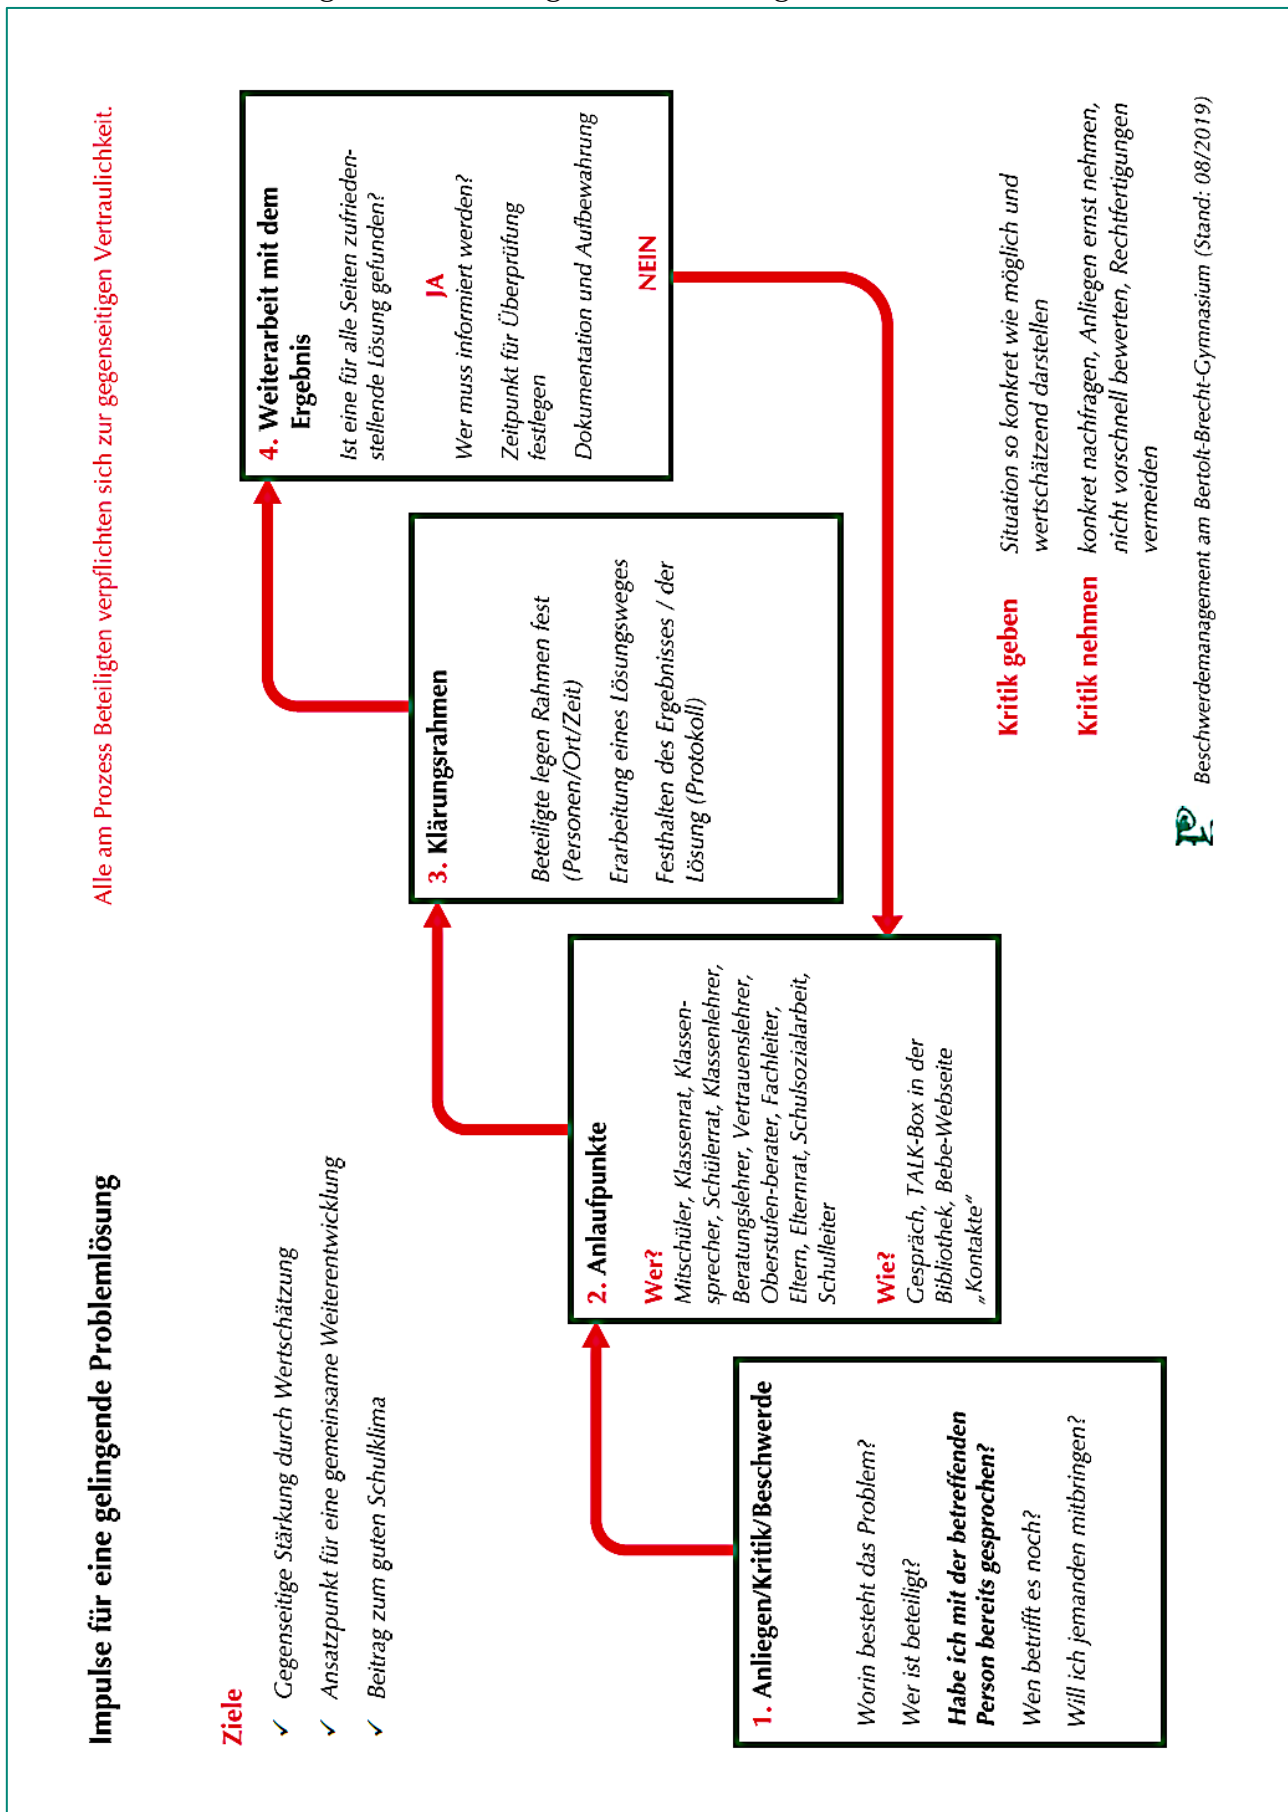 Impulse für eine gelingende Problemlösung
Alle am Prozess Beteiligten verpflichten sich zur gegenseitigen Vertraulichkeit.
Ziele
✓ Gegenseitige Stärkung durch Wertschätzung
✓ Ansatzpunkt für eine gemeinsame Weiterentwicklung
✓ Beitrag zum guten Schulklima
1. Anliegen/Kritik/Beschwerde
Worin besteht das Problem?
Wer ist beteiligt?
Habe ich mit der betreffenden
Person bereits gesprochen?
Wen betrifft es noch?
Will ich jemanden mitbringen?
2. Anlaufpunkte
Wer?
Mitschüler, Klassenrat, Klassen-
sprecher, Schülerrat, Klassenlehrer,
Beratungslehrer, Vertrauenslehrer,
Oberstufen-berater, Fachleiter,
Eltern, Elternrat, Schulsozialarbeit,
Schulleiter
Wie?
Gespräch, TALK-Box in der
Bibliothek, Bebe-Webseite
„Kontakte“
3. Klärungsrahmen
Beteiligte legen Rahmen fest
(Personen/Ort/Zeit)
Erarbeitung eines Lösungsweges
Festhalten des Ergebnisses / der
Lösung (Protokoll)
4. Weiterarbeit mit dem
Ergebnis
Ist eine für alle Seiten zufrieden-
stellende Lösung gefunden?
JA
Wer muss informiert werden?
Zeitpunkt für Überprüfung
festlegen
Dokumentation und Aufbewahrung
NEIN
Kritik geben
Situation so konkret wie möglich und
wertschätzend darstellen
Kritik nehmen
konkret nachfragen, Anliegen ernst nehmen,
nicht vorschnell bewerten, Rechtfertigungen
vermeiden
Beschwerdemanagement am Bertolt-Brecht-Gymnasium (Stand: 08/2019)